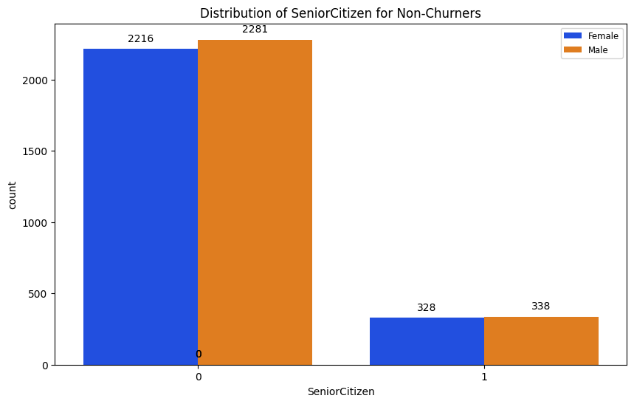 Distribution of SeniorCitizen for Non-Churners
2216
2281
Female
Male
2000
1500
count
1000
500
328
338
0
0
0
1
SeniorCitizen